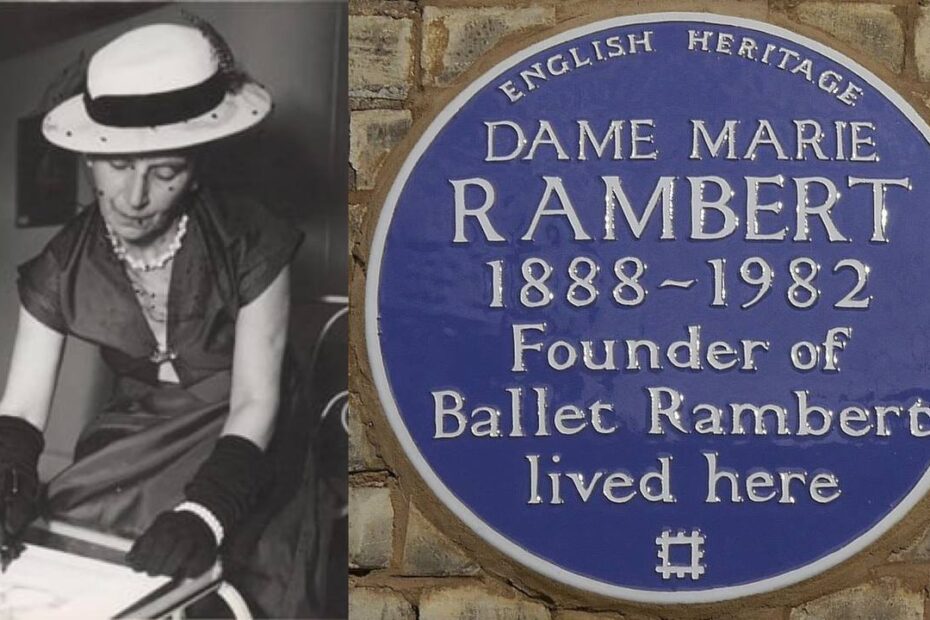 ENGLISH HERITAGE
DAME MARIE
RAMBERT
1888~1982
Founder of
Ballet Rambert
lived here